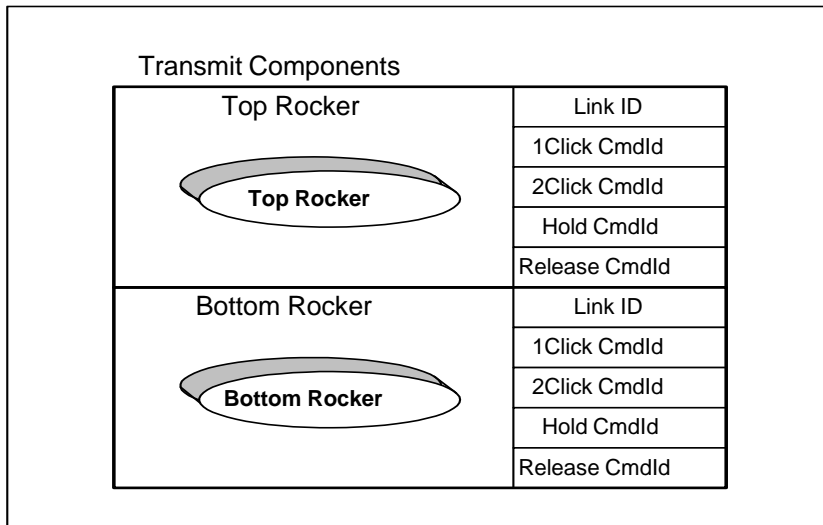 Transmit Components
Top Rocker
Top Rocker
Link ID
1Click CmdId
2Click CmdId
Hold CmdId
Release CmdId
Bottom Rocker
Bottom Rocker
Link ID
1Click CmdId
2Click CmdId
Hold CmdId
Release CmdId